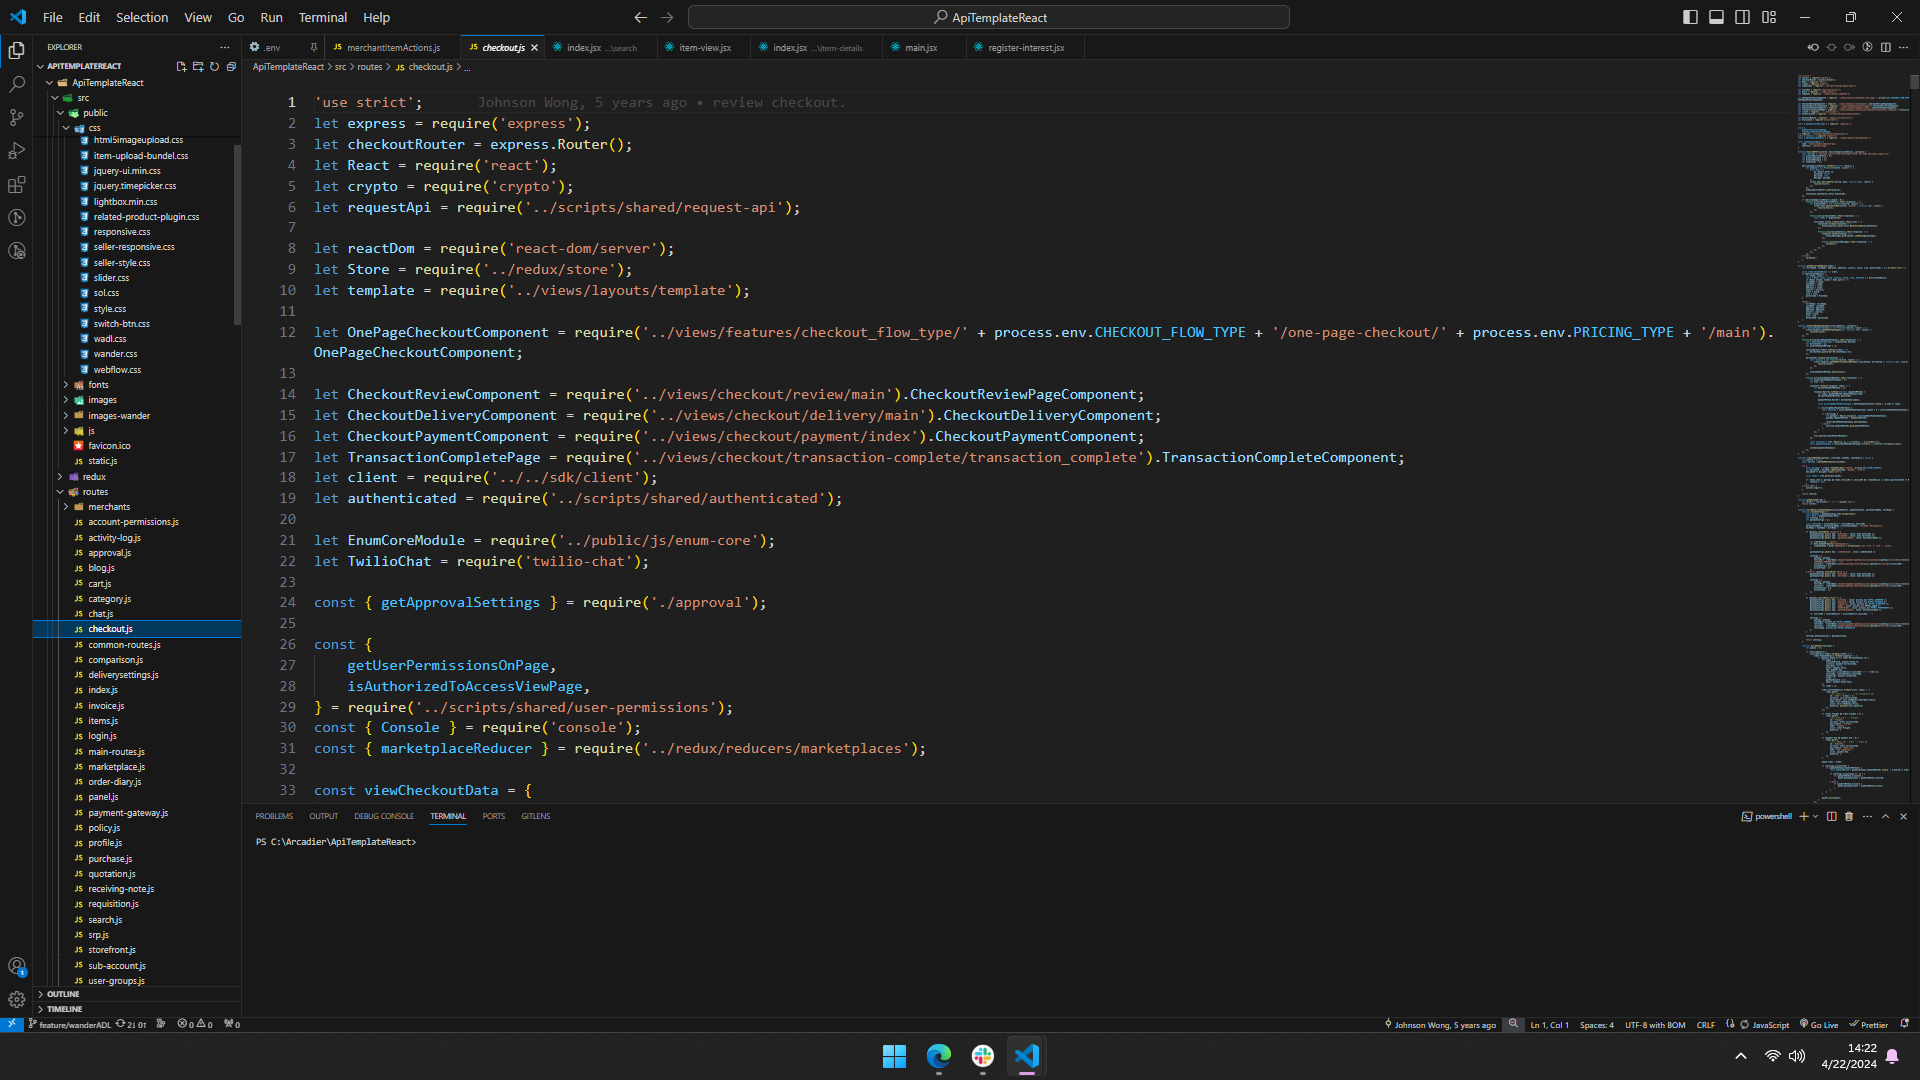 File Edit Selection View Go Run Terminal Help
ApiTemplateReact
EXPLORER
.env
merchantItemActions.js
checkout.js
index.jsx ...\search
item-view.jsx
index.jsx ...\item-details
main.jsx
register-interest.jsx
APITEMPLATEREACT
ApiTemplateReact > src > routes > JS checkout.js > ...
ApiTemplateReact
src
public
css
html5imageupload.css
item-upload-bundel.css
jquery-ui.min.css
jquery.timepicker.css
lightbox.min.css
related-product-plugin.css
responsive.css
seller-responsive.css
seller-style.css
slider.css
sol.css
style.css
switch-btn.css
wadl.css
wander.css
webflow.css
fonts
images
images-wander
js
favicon.ico
static.js
redux
routes
merchants
account-permissions.js
activity-log.js
approval.js
blog.js
cart.js
category.js
chat.js
checkout.js
common-routes.js
comparison.js
deliverysettings.js
index.js
invoice.js
items.js
login.js
main-routes.js
marketplace.js
order-diary.js
panel.js
payment-gateway.js
policy.js
profile.js
purchase.js
quotation.js
receiving-note.js
requisition.js
search.js
srp.js
storefront.js
sub-account.js
user-groups.js
OUTLINE
TIMELINE
1 'use strict'; Johnson Wong, 5 years ago • review checkout.
2 let express = require('express');
3 let checkoutRouter = express.Router();
4 let React = require('react');
5 let crypto = require('crypto');
6 let requestApi = require('../scripts/shared/request-api');
7
8 let reactDom = require('react-dom/server');
9 let Store = require('../redux/store');
10 let template = require('../views/layouts/template');
11
12 let OnePageCheckoutComponent = require('../views/features/checkout_flow_type/' + process.env.CHECKOUT_FLOW_TYPE + '/one-page-checkout/' + process.env.PRICING_TYPE + '/main').
OnePageCheckoutComponent;
13
14 let CheckoutReviewComponent = require('../views/checkout/review/main').CheckoutReviewPageComponent;
15 let CheckoutDeliveryComponent = require('../views/checkout/delivery/main').CheckoutDeliveryComponent;
16 let CheckoutPaymentComponent = require('../views/checkout/payment/index').CheckoutPaymentComponent;
17 let TransactionCompletePage = require('../views/checkout/transaction-complete/transaction_complete').TransactionCompleteComponent;
18 let client = require('../../sdk/client');
19 let authenticated = require('../scripts/shared/authenticated');
20
21 let EnumCoreModule = require('../public/js/enum-core');
22 let TwilioChat = require('twilio-chat');
23
24 const { getApprovalSettings } = require('./approval');
25
26 const {
27 getUserPermissionsOnPage,
28 isAuthorizedToAccessViewPage,
29 } = require('../scripts/shared/user-permissions');
30 const { Console } = require('console');
31 const { marketplaceReducer } = require('../redux/reducers/marketplaces');
32
33 const viewCheckoutData = {
PROBLEMS OUTPUT DEBUG CONSOLE TERMINAL PORTS GITLENS
powershell
PS C:\Arcadier\ApiTemplateReact>
feature/wanderADL 2↓ 0↑ 0 0 0
Johnson Wong, 5 years ago Ln 1, Col 1 Spaces: 4 UTF-8 with BOM CRLF JavaScript Go Live Prettier
14:22
4/22/2024